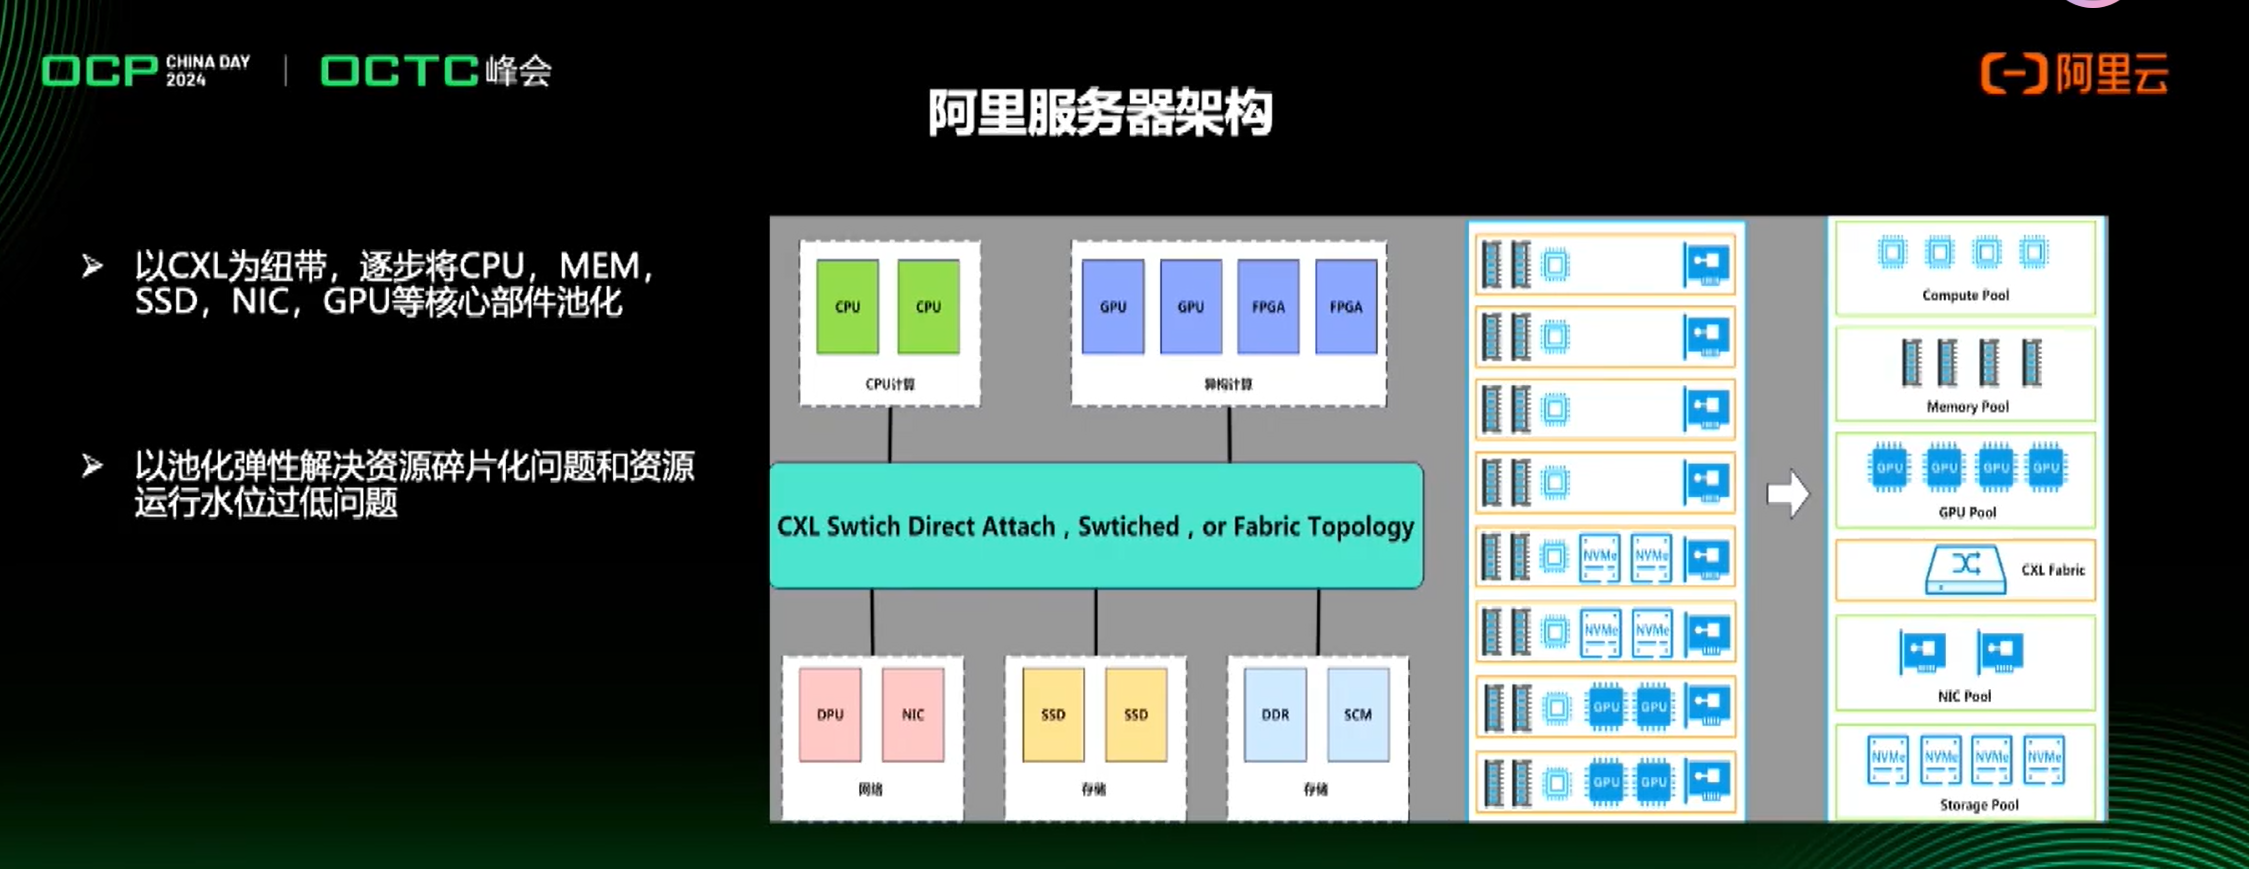 OCP CHINA DAY 2024 | OCTC 峰会
阿里云
阿里服务器架构
以CXL为纽带，逐步将CPU，MEM，
SSD，NIC，GPU等核心部件池化
以池化弹性解决资源碎片化问题和资源
运行水位过低问题
CPU CPU
CPU计算
GPU GPU FPGA FPGA
异构计算
CXL Swtich Direct Attach , Swtiched , or Fabric Topology
DPU NIC
网络
SSD SSD
存储
DDR SCM
存储
NVMe NVMe
NVMe NVMe
GPU GPU
GPU GPU
Compute Pool
Memory Pool
GPU GPU GPU GPU
GPU Pool
CXL Fabric
NIC Pool
NVMe NVMe NVMe NVMe
Storage Pool